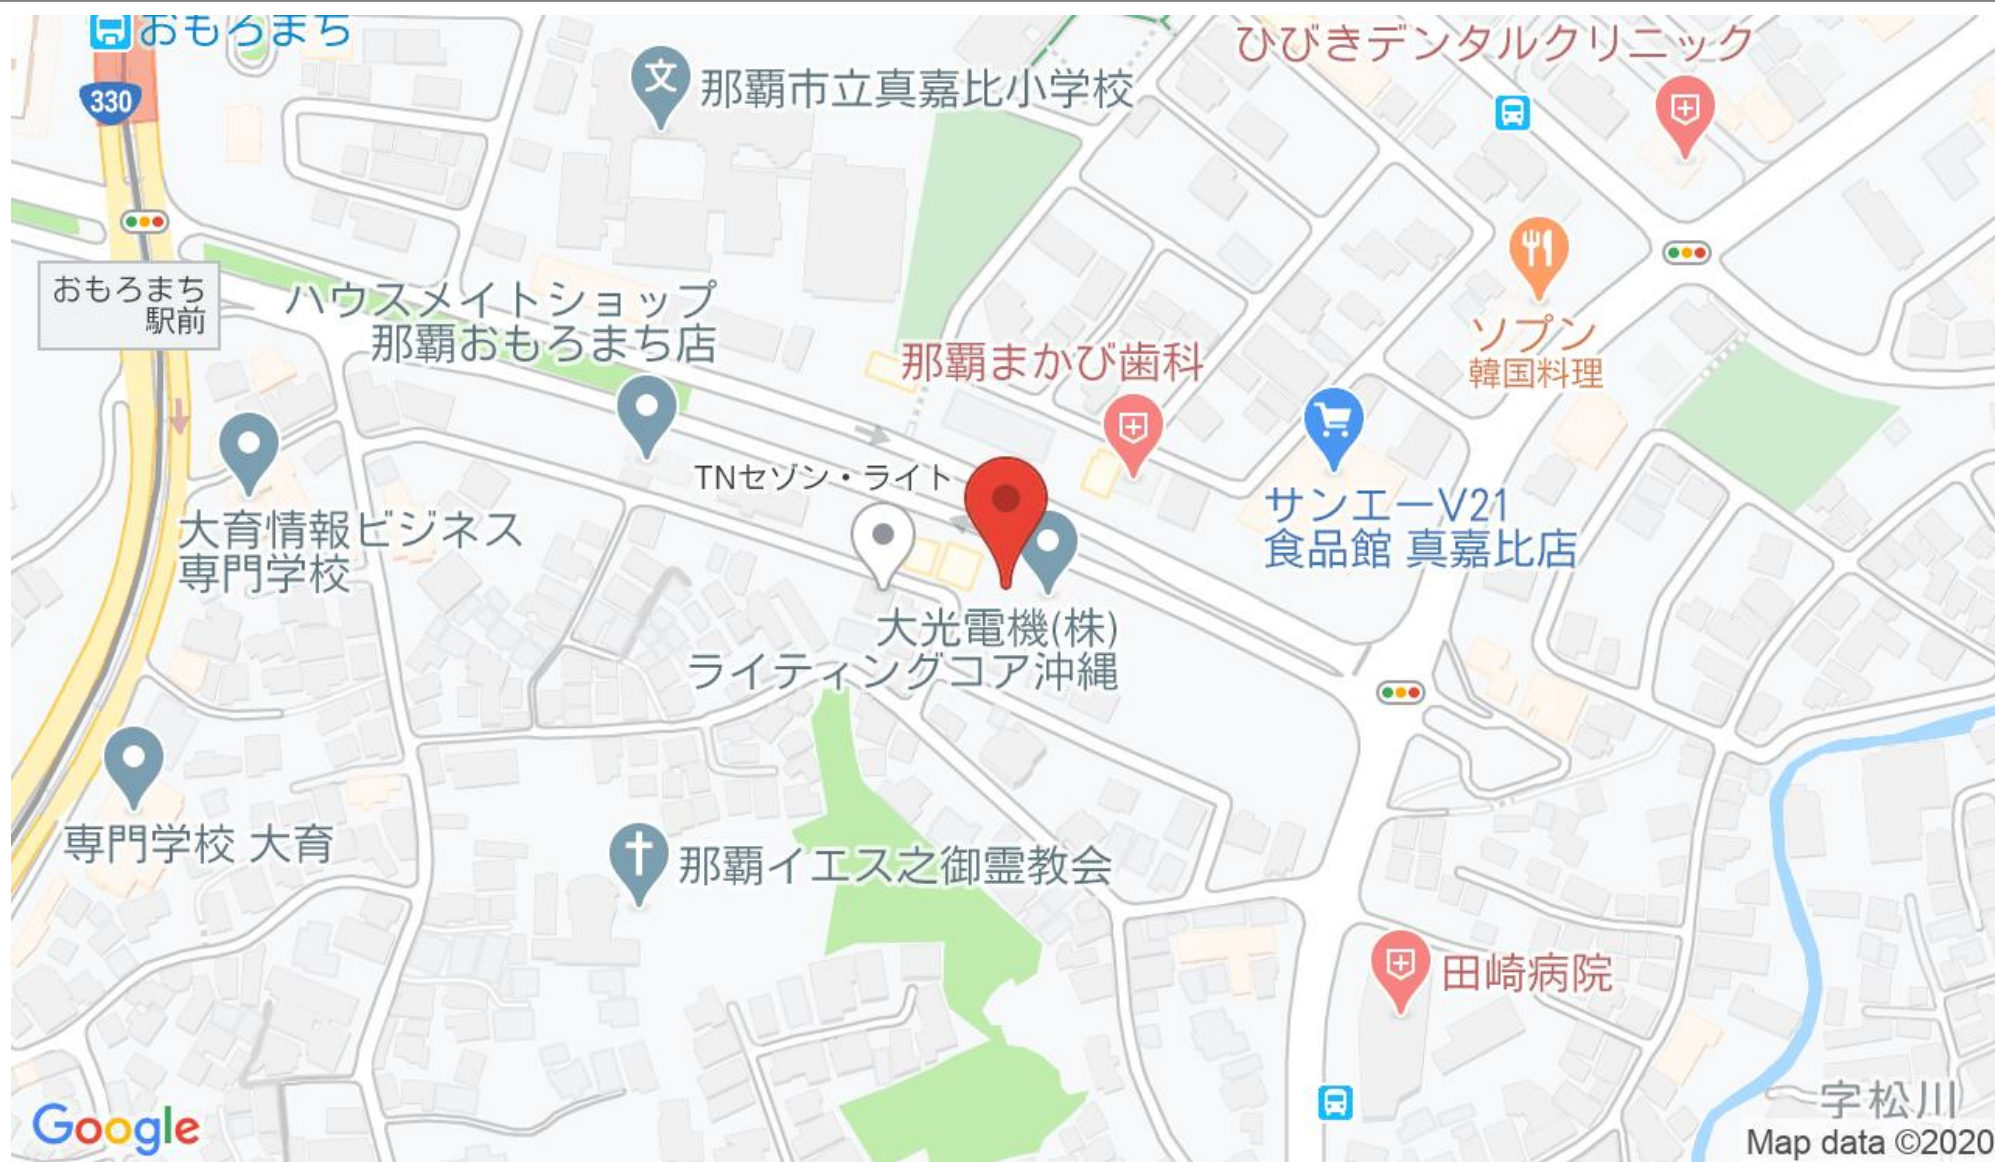 おもろまち
330
那覇市立真嘉比小学校
ひびきデンタルクリニック
おもろまち
駅前
ハウスメイトショップ
那覇おもろまち店
那覇まかび歯科
ソプン
韓国料理
TNセゾン・ライト
サンエーV21
食品館 真嘉比店
大育情報ビジネス
専門学校
大光電機(株)
ライティングコア沖縄
専門学校 大育
那覇イエス之御霊教会
田崎病院
字松川
Google
Map data ©2020
文